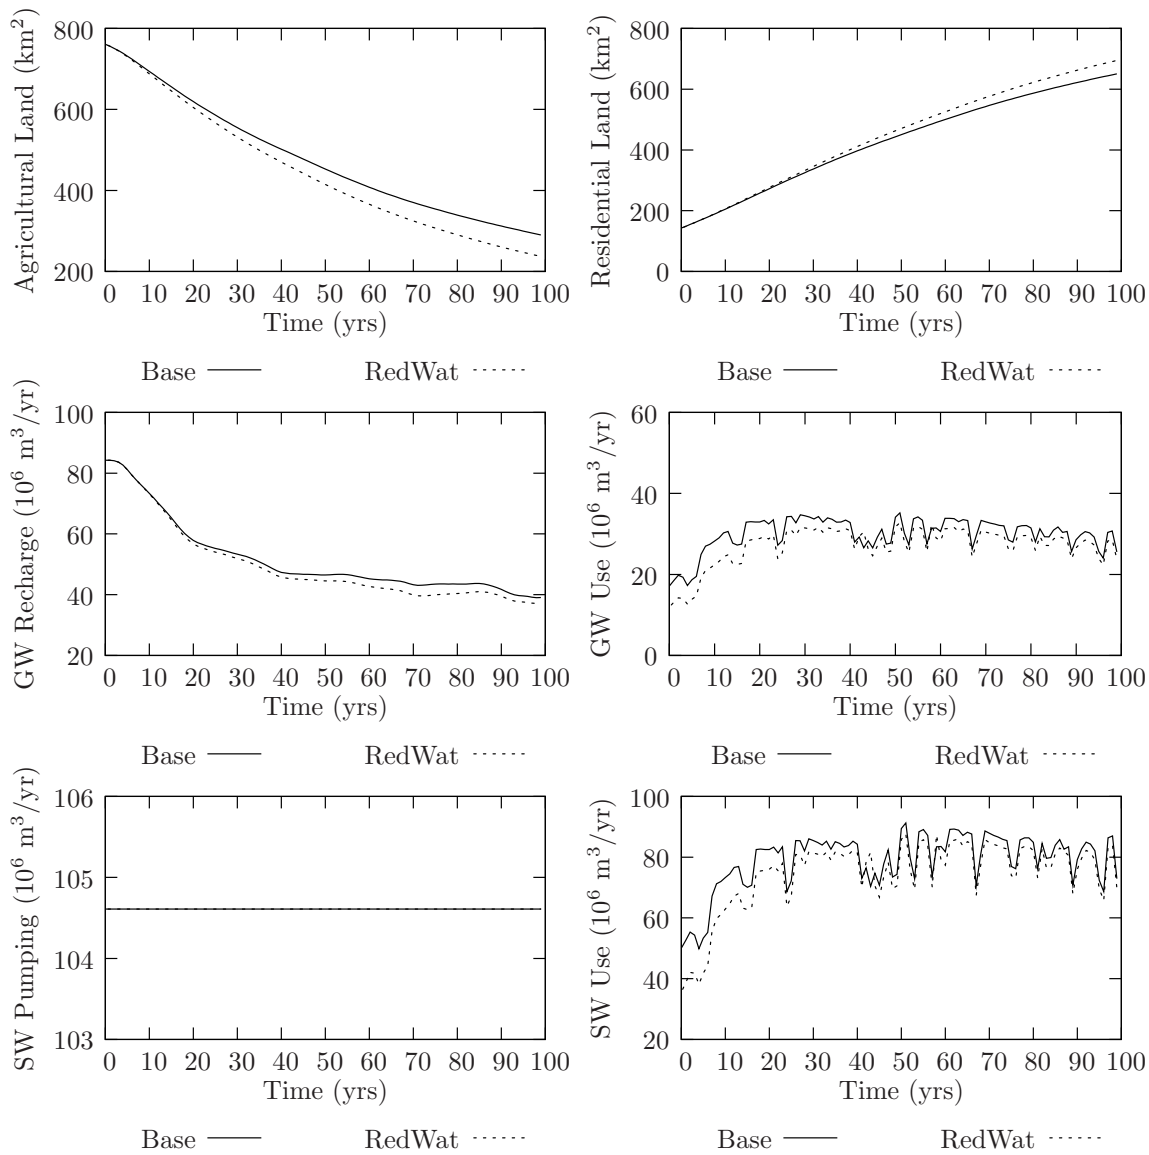 Agricultural Land (km²)
800
600
400
200
0 10 20 30 40 50 60 70 80 90 100
Time (yrs)
Base RedWat
Residential Land (km²)
800
600
400
200
0
0 10 20 30 40 50 60 70 80 90 100
Time (yrs)
Base RedWat
GW Recharge (10⁶ m³/yr)
100
80
60
40
20
0 10 20 30 40 50 60 70 80 90 100
Time (yrs)
Base RedWat
GW Use (10⁶ m³/yr)
60
40
20
0
0 10 20 30 40 50 60 70 80 90 100
Time (yrs)
Base RedWat
SW Pumping (10⁶ m³/yr)
106
105
104
103
0 10 20 30 40 50 60 70 80 90 100
Time (yrs)
Base RedWat
SW Use (10⁶ m³/yr)
100
80
60
40
20
0 10 20 30 40 50 60 70 80 90 100
Time (yrs)
Base RedWat